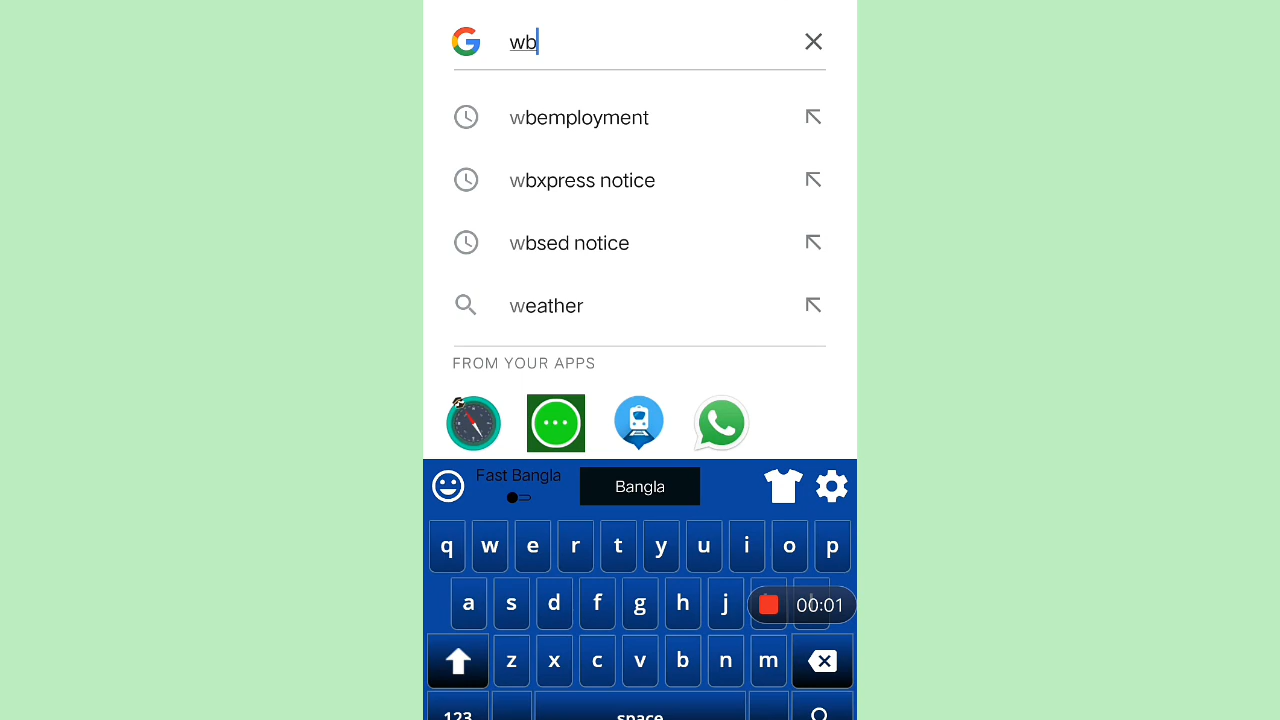 wb
wbemployment
wbxpress notice
wbsed notice
weather
FROM YOUR APPS
Fast Bangla
Bangla
q w e r t y u i o p
a s d f g h j
00:01
z x c v b n m
123 space